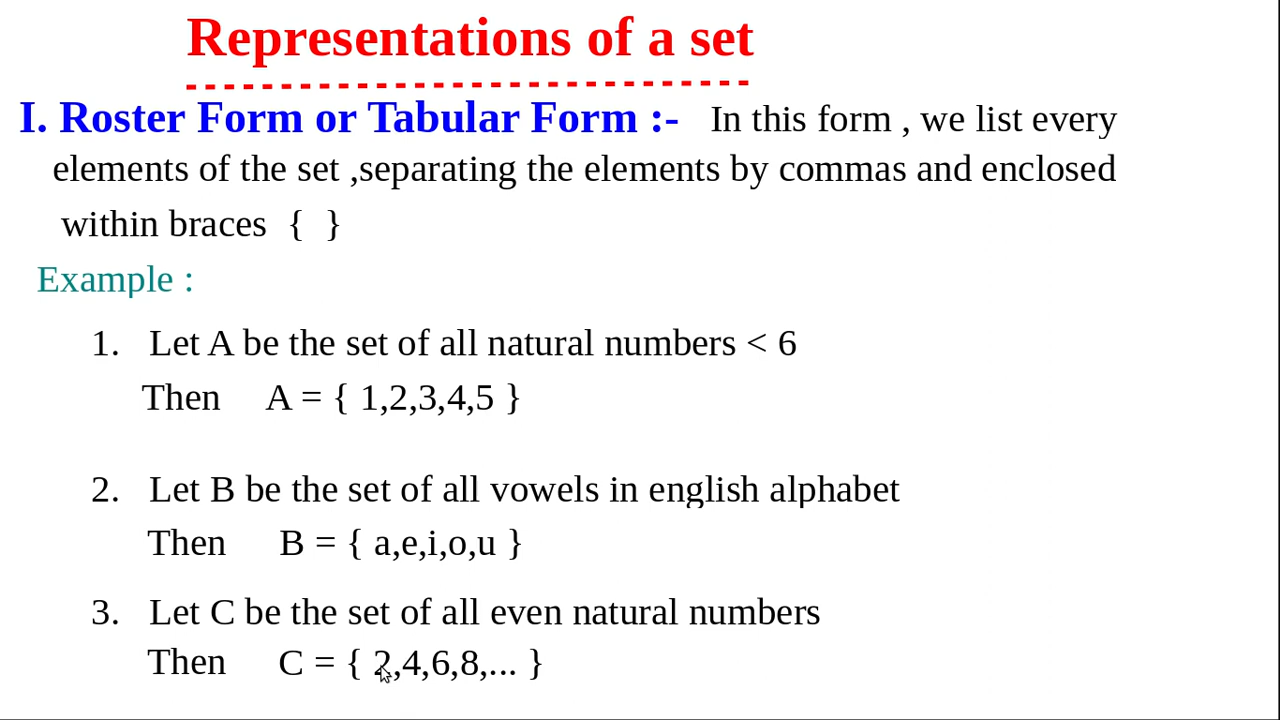 Representations of a set
I. Roster Form or Tabular Form :- In this form , we list every
elements of the set ,separating the elements by commas and enclosed
within braces { }
Example :
1. Let A be the set of all natural numbers < 6
Then A = { 1,2,3,4,5 }
2. Let B be the set of all vowels in english alphabet
Then B = { a,e,i,o,u }
3. Let C be the set of all even natural numbers
Then C = { 2,4,6,8,... }